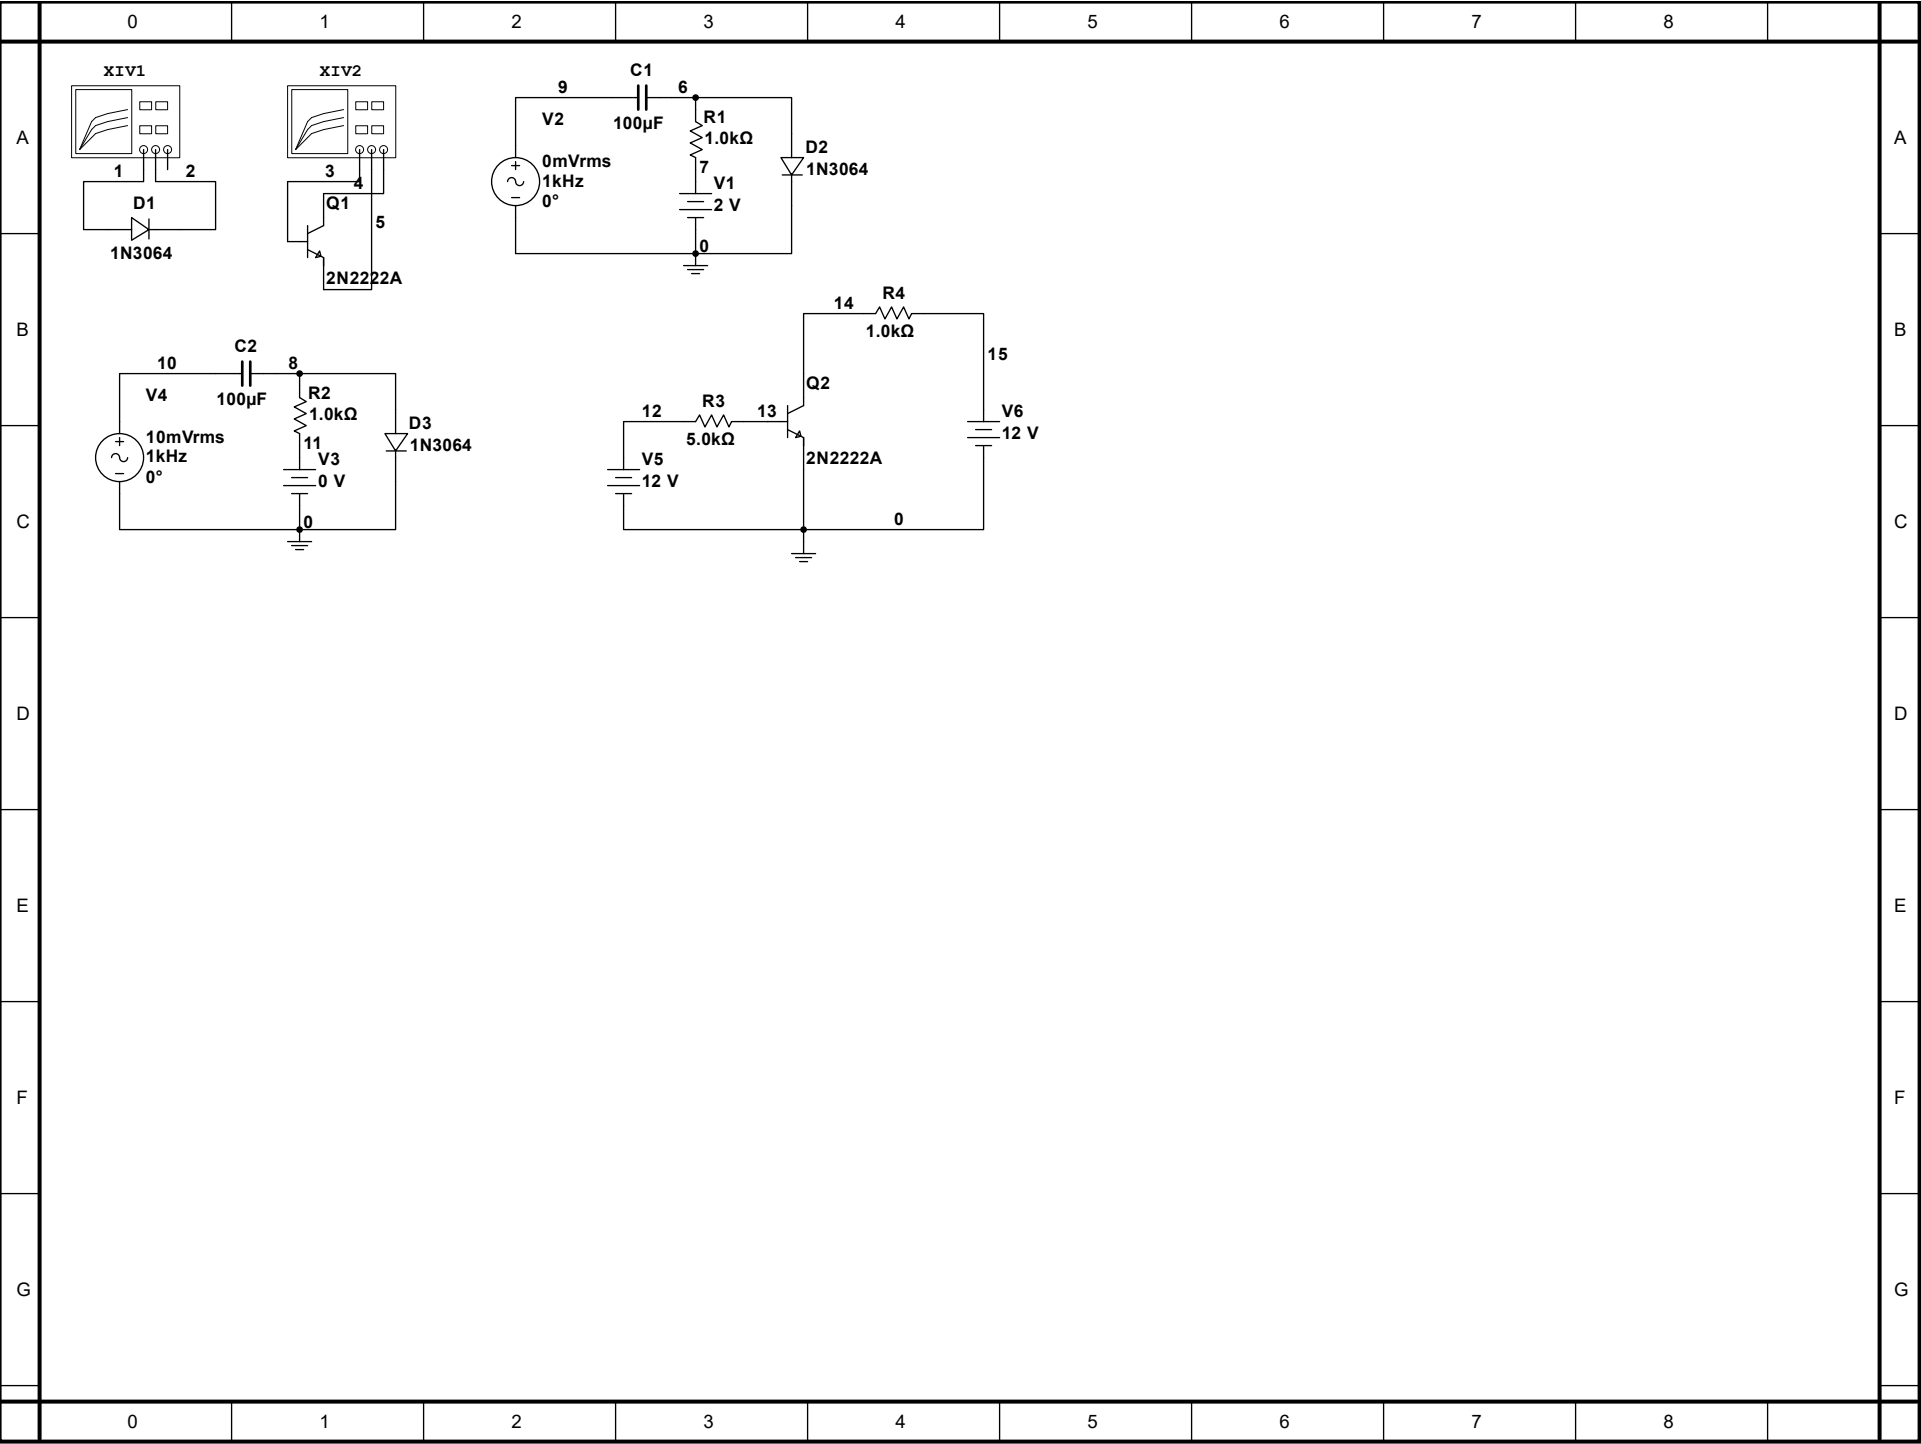 0 1 2 3 4 5 6 7 8
A A
XIV1
1 2
D1
1N3064
XIV2
3
4
Q1
5
2N2222A
9
C1
6
100µF
V2
0mVrms
1kHz
0°
R1
1.0kΩ
7
V1
2 V
0
D2
1N3064
B B
10
C2
8
100µF
V4
10mVrms
1kHz
0°
R2
1.0kΩ
11
V3
0 V
0
D3
1N3064
14
R4
1.0kΩ
15
Q2
12
R3
13
5.0kΩ
2N2222A
V5
12 V
V6
12 V
0
C C
D D
E E
F F
G G
0 1 2 3 4 5 6 7 8